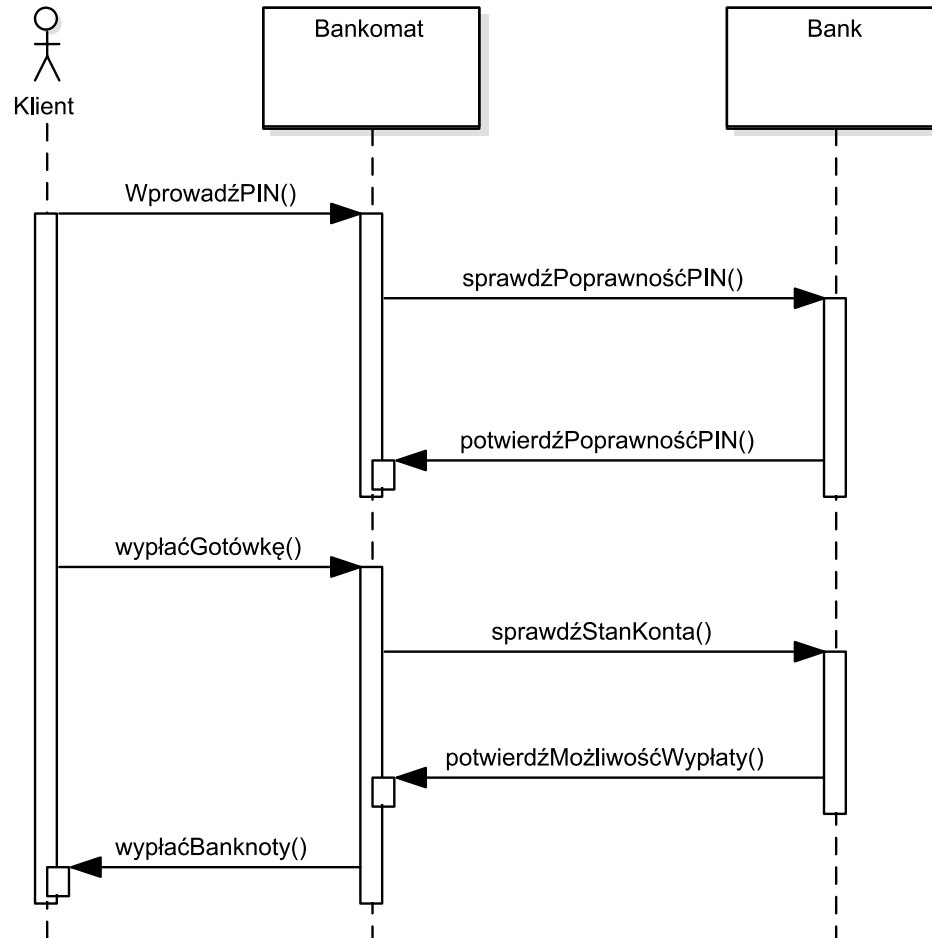 Klient
Bankomat
Bank
WprowadźPIN()
sprawdźPoprawnośćPIN()
potwierdźPoprawnośćPIN()
wypłaćGotówkę()
sprawdźStanKonta()
potwierdźMożliwośćWypłaty()
wypłaćBanknoty()